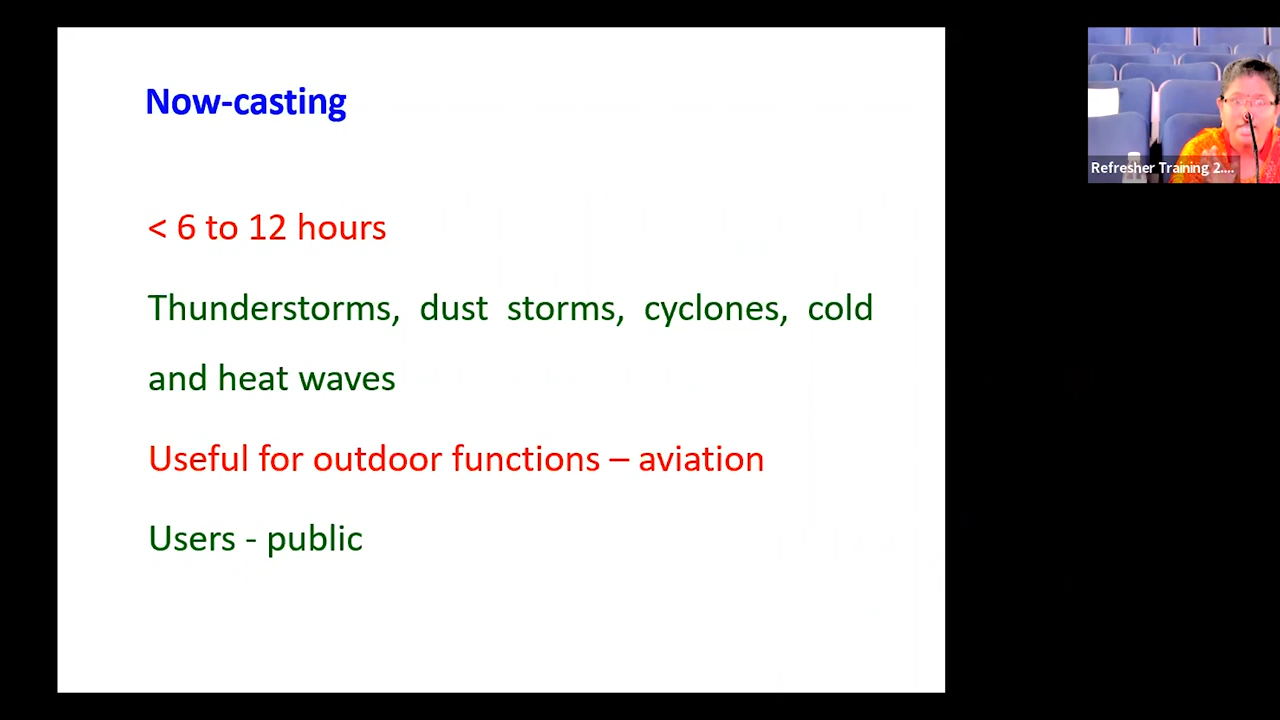 Now-casting
< 6 to 12 hours
Thunderstorms, dust storms, cyclones, cold
and heat waves
Useful for outdoor functions – aviation
Users - public
Refresher Training 2....